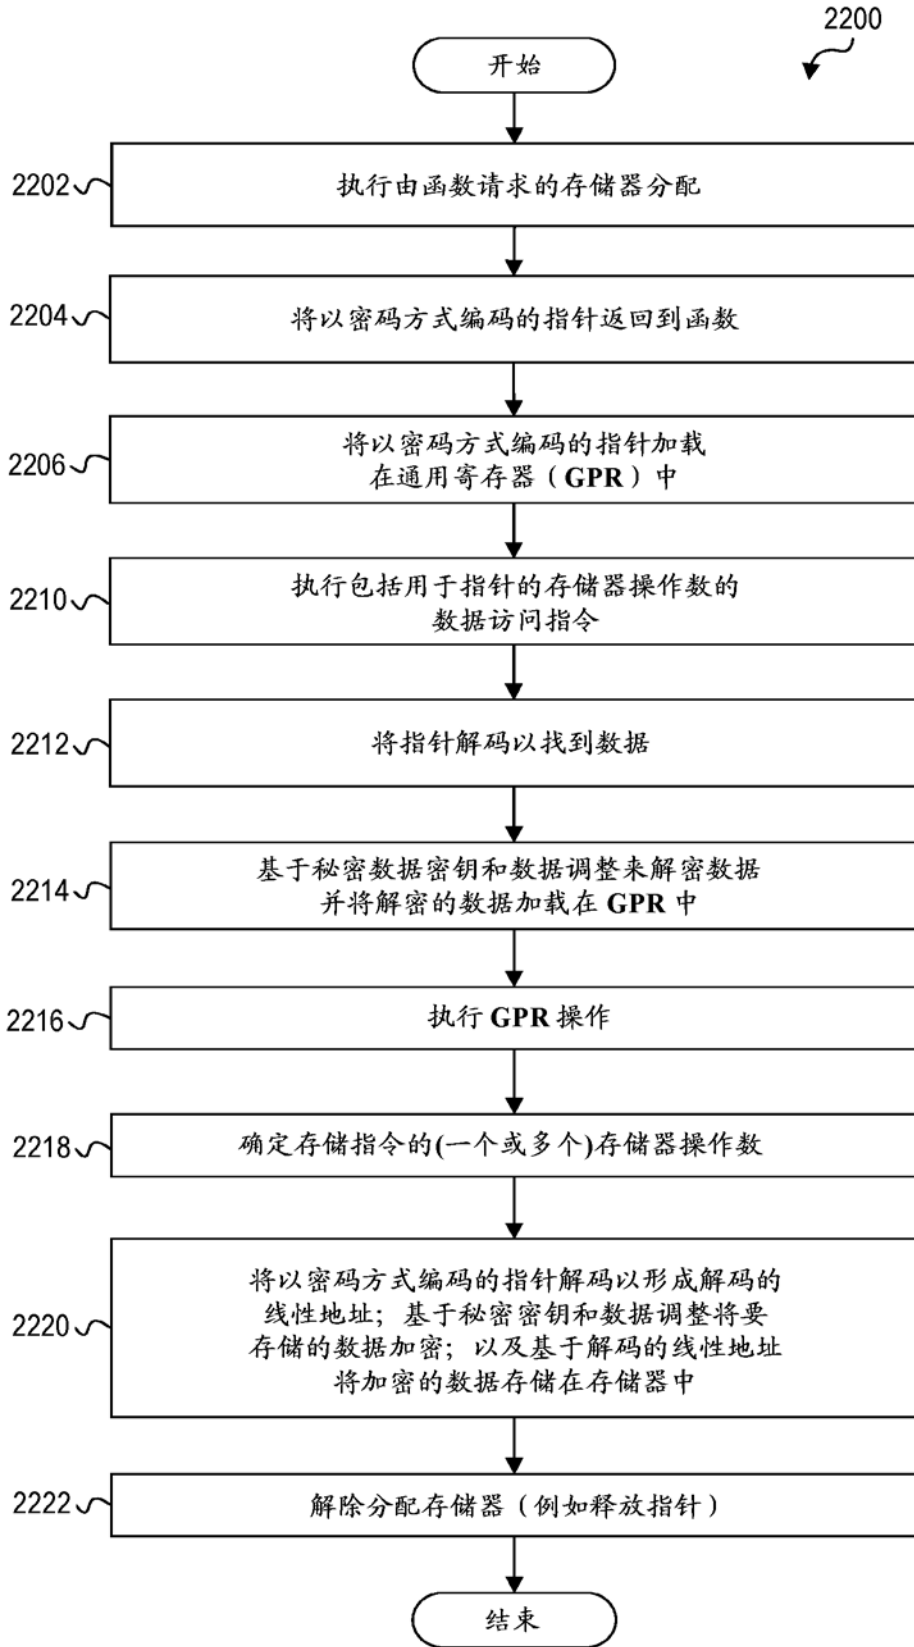 2200
开始
2202
执行由函数请求的存储器分配
2204
将以密码方式编码的指针返回到函数
2206
将以密码方式编码的指针加载
在通用寄存器（GPR）中
2210
执行包括用于指针的存储器操作数的
数据访问指令
2212
将指针解码以找到数据
2214
基于秘密数据密钥和数据调整来解密数据
并将解密的数据加载在 GPR 中
2216
执行 GPR 操作
2218
确定存储指令的(一个或多个)存储器操作数
2220
将以密码方式编码的指针解码以形成解码的
线性地址；基于秘密密钥和数据调整将要
存储的数据加密；以及基于解码的线性地址
将加密的数据存储在存储器中
2222
解除分配存储器（例如释放指针）
结束